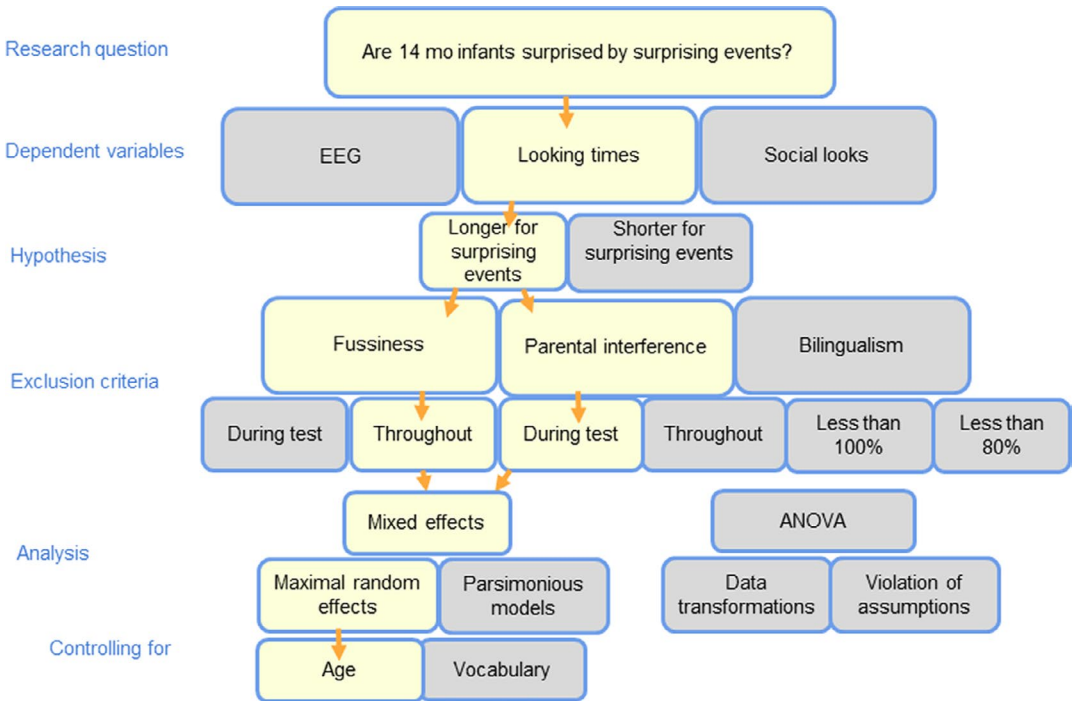 Research question
Are 14 mo infants surprised by surprising events?
Dependent variables
EEG
Looking times
Social looks
Hypothesis
Longer for
surprising
events
Shorter for
surprising events
Exclusion criteria
Fussiness
Parental interference
Bilingualism
During test
Throughout
During test
Throughout
Less than
100%
Less than
80%
Analysis
Mixed effects
ANOVA
Maximal random
effects
Parsimonious
models
Data
transformations
Violation of
assumptions
Controlling for
Age
Vocabulary